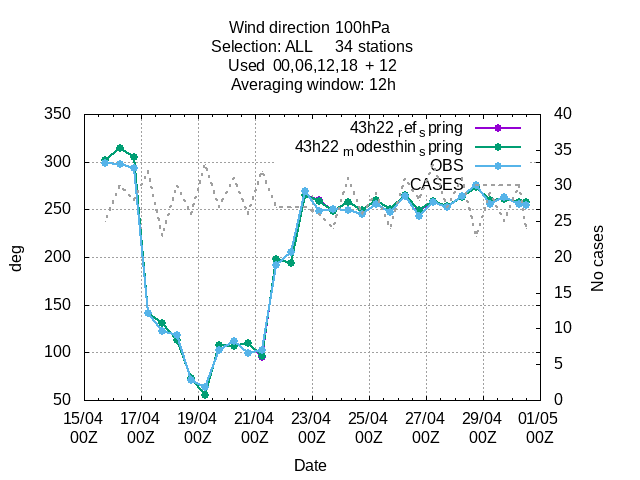 Wind direction 100hPa
Selection: ALL 34 stations
Used 00,06,12,18 + 12
Averaging window: 12h
43h22 ref spring
43h22 modesthin spring
OBS
CASES
350
300
250
200
150
100
50
deg
40
35
30
25
20
15
10
5
0
No cases
15/04 17/04 19/04 21/04 23/04 25/04 27/04 29/04 01/05
00Z 00Z 00Z 00Z 00Z 00Z 00Z 00Z 00Z
Date